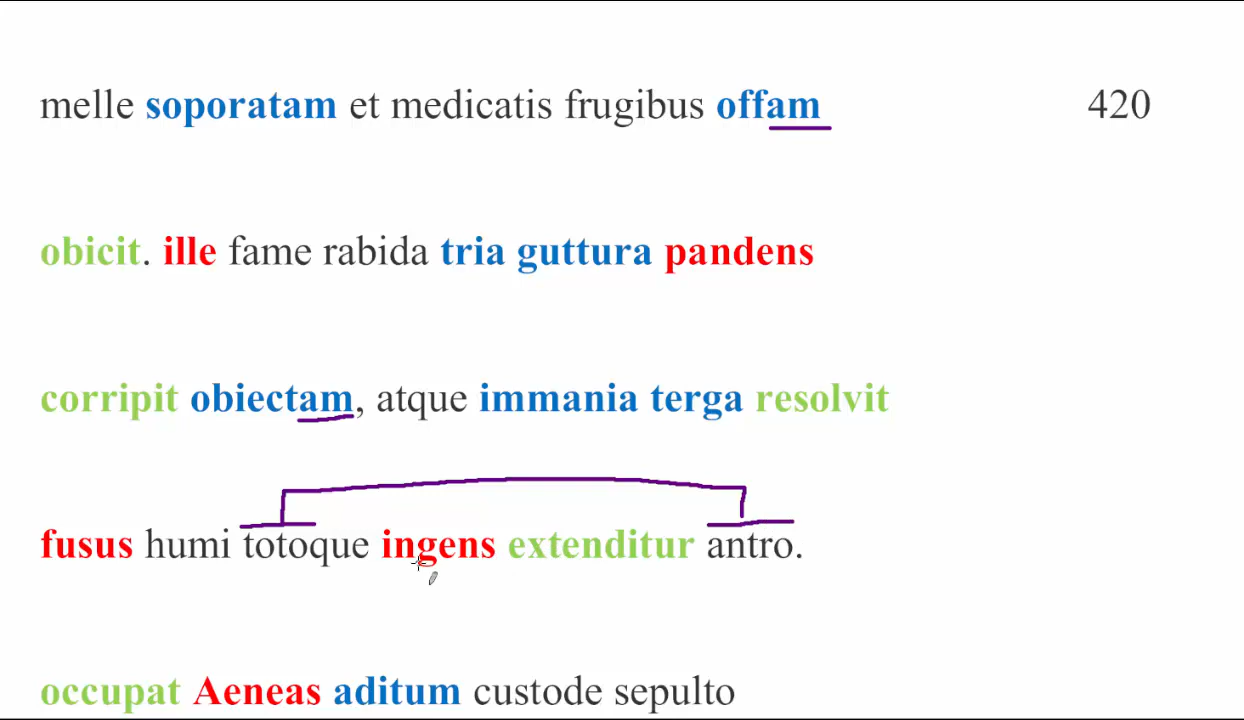 melle soporatam et medicatis frugibus offam 420
obicit. ille fame rabida tria guttura pandens
corripit obiectam, atque immania terga resolvit
fusus humi totoque ingens extenditur antro.
occupat Aeneas aditum custode sepulto